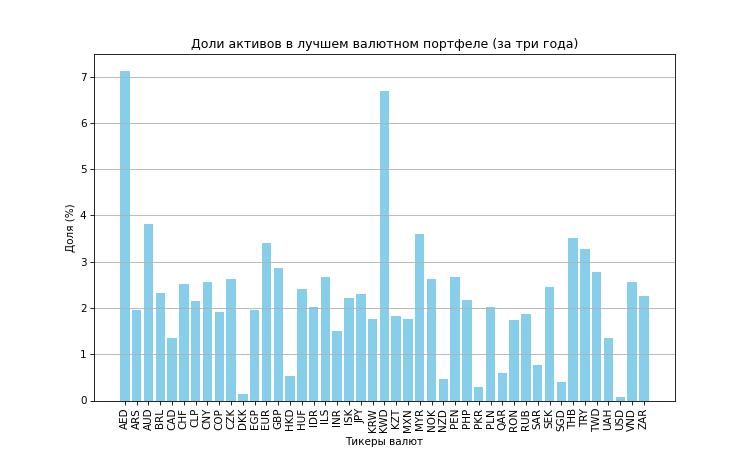 Доли активов в лучшем валютном портфеле (за три года)
Доля (%)
7
6
5
4
3
2
1
0
AED ARS AUD BRL CAD CHF CLP CNY COP CZK DKK EGP EUR GBP HKD HUF IDR ILS INR ISK JPY KRW KWD KZT MXN MYR NOK NZD PEN PHP PKR PLN QAR RON RUB SAR SEK SGD THB TRY TWD UAH USD VND ZAR
Тикеры валют